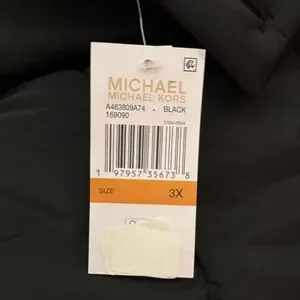 MICHAEL
MICHAEL KORS
A463809A74 - BLACK
169090
1 97957 35673 8
SIZE: 3X